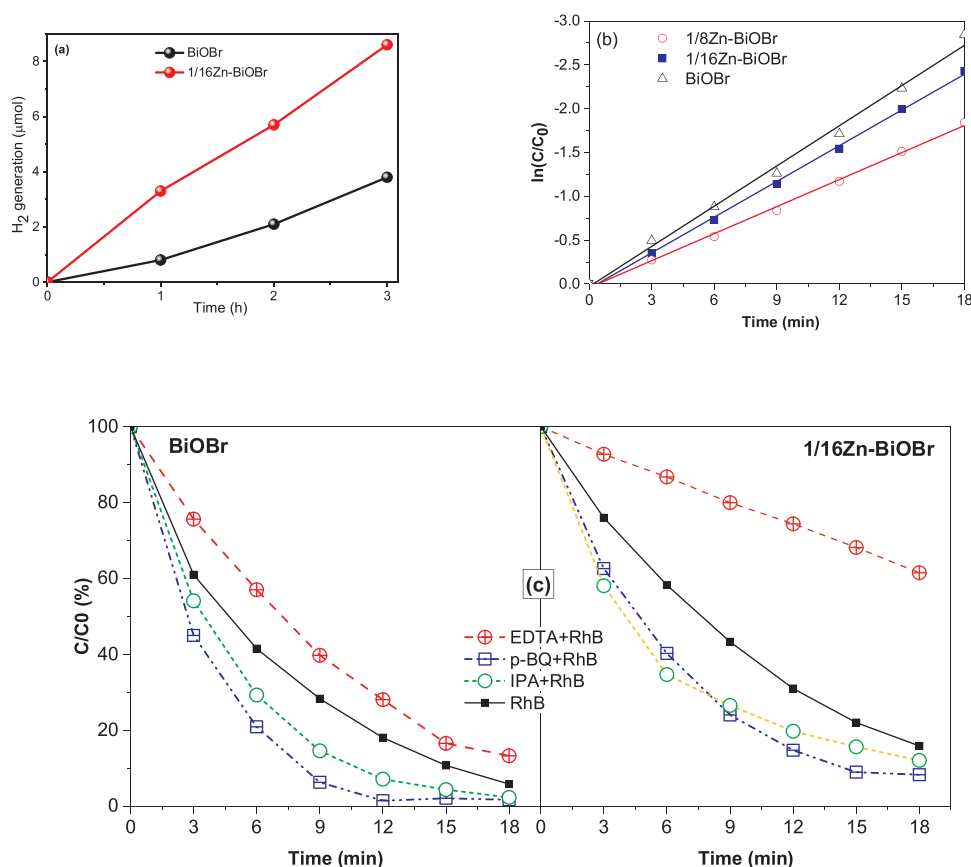 (a)
BiOBr
1/16Zn-BiOBr
H2 generation (μmol)
8
4
2
0
0
1
2
3
Time (h)
(b)
1/8Zn-BiOBr
1/16Zn-BiOBr
BiOBr
ln(C/C0)
-3.0
-2.5
-2.0
-1.5
-1.0
-0.5
0.0
0
3
6
9
12
15
18
Time (min)
BiOBr
1/16Zn-BiOBr
(c)
C/C0 (%)
100
80
60
40
20
0
EDTA+RhB
p-BQ+RhB
IPA+RhB
RhB
0 3 6 9 12 15 18
0 3 6 9 12 15 18
Time (min)
Time (min)